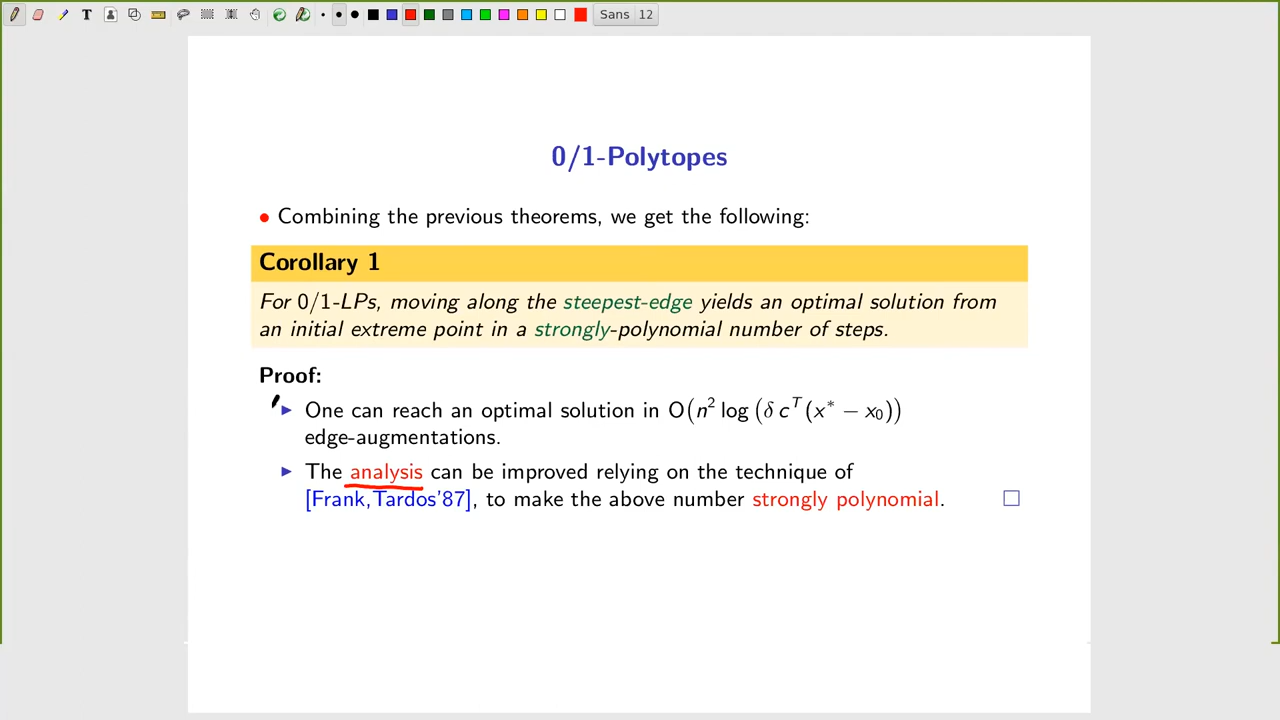 T
Sans 12
0/1-Polytopes
• Combining the previous theorems, we get the following:
Corollary 1
For 0/1-LPs, moving along the steepest-edge yields an optimal solution from
an initial extreme point in a strongly-polynomial number of steps.
Proof:
▶ One can reach an optimal solution in O(n² log (δ cᵀ(x* − x₀))
edge-augmentations.
▶ The analysis can be improved relying on the technique of
[Frank,Tardos'87], to make the above number strongly polynomial. □